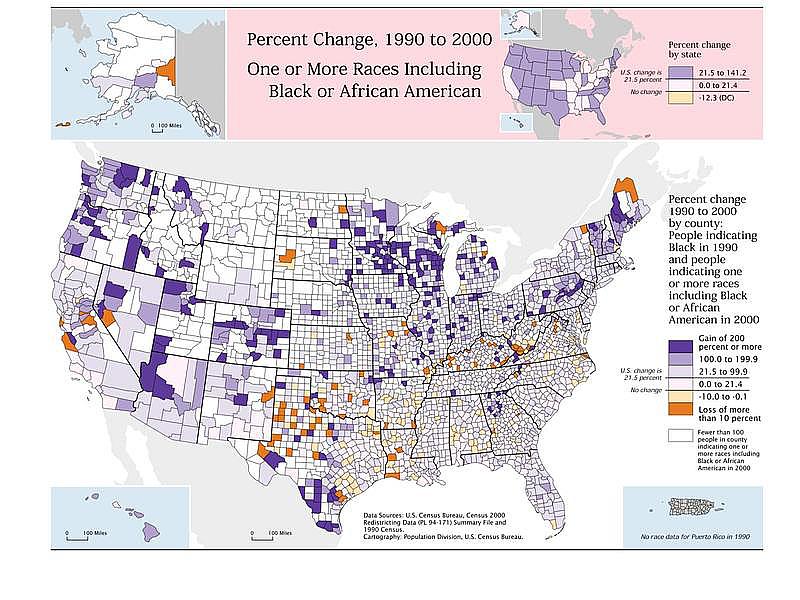 Percent Change, 1990 to 2000
One or More Races Including
Black or African American
0 100 Miles
Percent change
by state
U.S. change is
21.5 percent
No change
21.5 to 141.2
0.0 to 21.4
-12.3 (DC)
Percent change
1990 to 2000
by county:
People indicating
Black in 1990
and people
indicating one
or more races
including Black
or African
American in 2000
Gain of 200
percent or more
100.0 to 199.9
U.S. change is
21.5 percent
21.5 to 99.9
0.0 to 21.4
No change
-10.0 to -0.1
Loss of more
than 10 percent
Fewer than 100
people in county
indicating one or
more races including
Black or African
American in 2000
0 100 Miles
0 100 Miles
Data Sources: U.S. Census Bureau, Census 2000
Redistricting Data (PL 94-171) Summary File and
1990 Census.
Cartography: Population Division, U.S. Census Bureau.
No race data for Puerto Rico in 1990